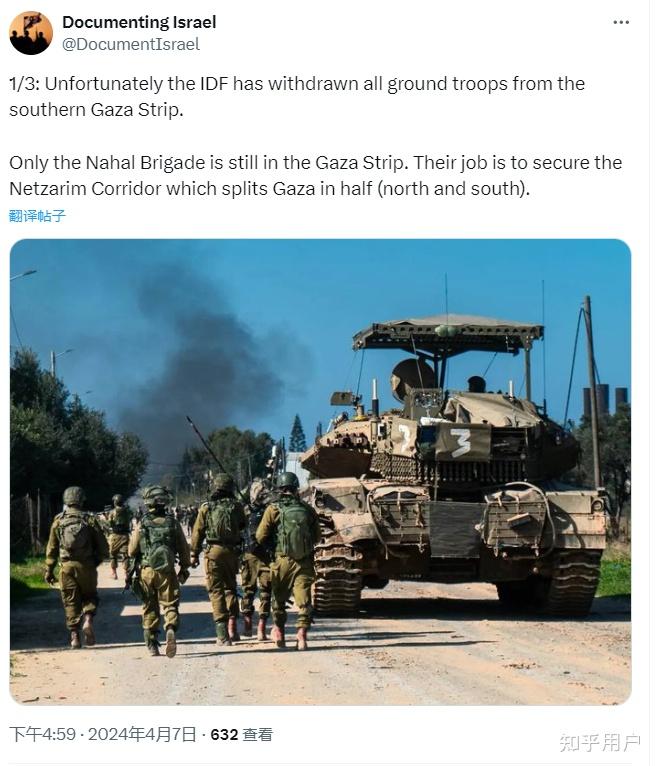 Documenting Israel
@DocumentIsrael
1/3: Unfortunately the IDF has withdrawn all ground troops from the
southern Gaza Strip.
Only the Nahal Brigade is still in the Gaza Strip. Their job is to secure the
Netzarim Corridor which splits Gaza in half (north and south).
翻译帖子
3
下午4:59 · 2024年4月7日 · 632 查看
知乎用户